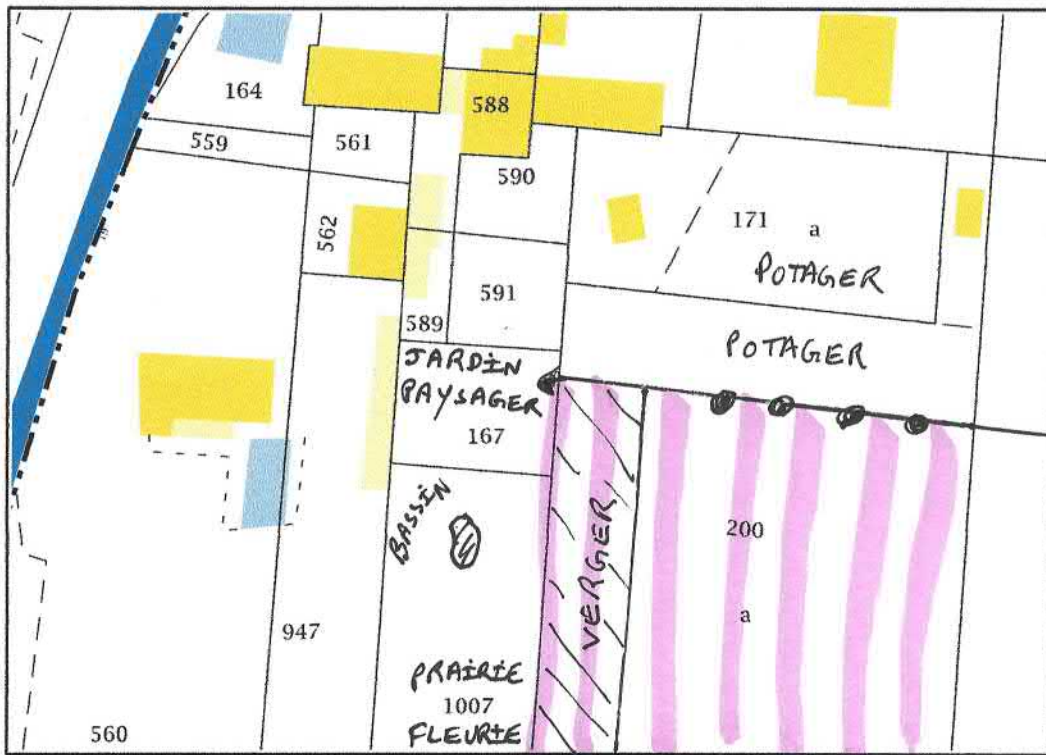 164
588
559
561
590
562
171
a
POTAGER
591
589
POTAGER
JARDIN
PAYSAGER
167
BASSIN
VERGER
200
a
947
PRAIRIE
1007
FLEURIE
560